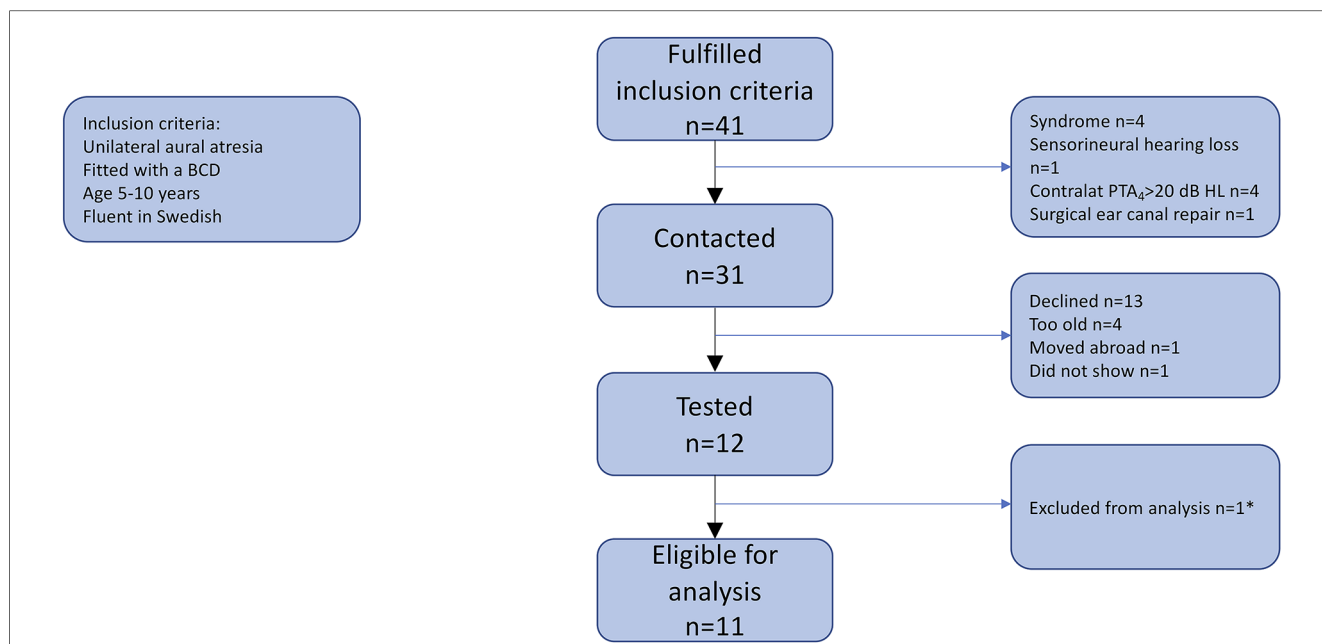 Fulfilled
inclusion criteria
n=41
Inclusion criteria:
Unilateral aural atresia
Fitted with a BCD
Age 5-10 years
Fluent in Swedish
Syndrome n=4
Sensorineural hearing loss
n=1
Contralat PTA₄>20 dB HL n=4
Surgical ear canal repair n=1
Contacted
n=31
Declined n=13
Too old n=4
Moved abroad n=1
Did not show n=1
Tested
n=12
Excluded from analysis n=1*
Eligible for
analysis
n=11